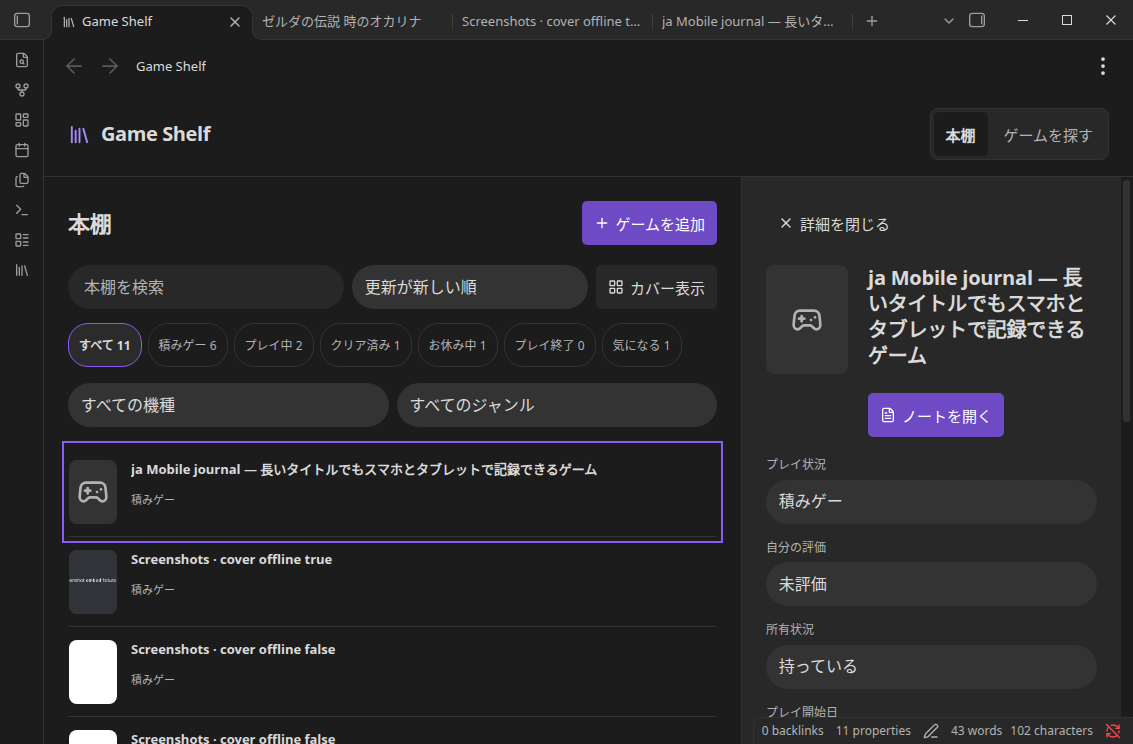 Game Shelf
ゼルダの伝説 時のオカリナ
Screenshots · cover offline t...
ja Mobile journal — 長いタ...
Game Shelf
Game Shelf
本棚
ゲームを探す
本棚
ゲームを追加
本棚を検索
更新が新しい順
カバー表示
すべて 11
積みゲー 6
プレイ中 2
クリア済み 1
お休み中 1
プレイ終了 0
気になる 1
すべての機種
すべてのジャンル
ja Mobile journal — 長いタイトルでもスマホとタブレットで記録できるゲーム
積みゲー
Screenshots · cover offline true
積みゲー
Screenshots · cover offline false
積みゲー
Screenshots · cover offline false
詳細を閉じる
ja Mobile journal — 長
いタイトルでもスマホと
タブレットで記録できる
ゲーム
ノートを開く
プレイ状況
積みゲー
自分の評価
未評価
所有状況
持っている
プレイ開始日
0 backlinks
11 properties
43 words
102 characters